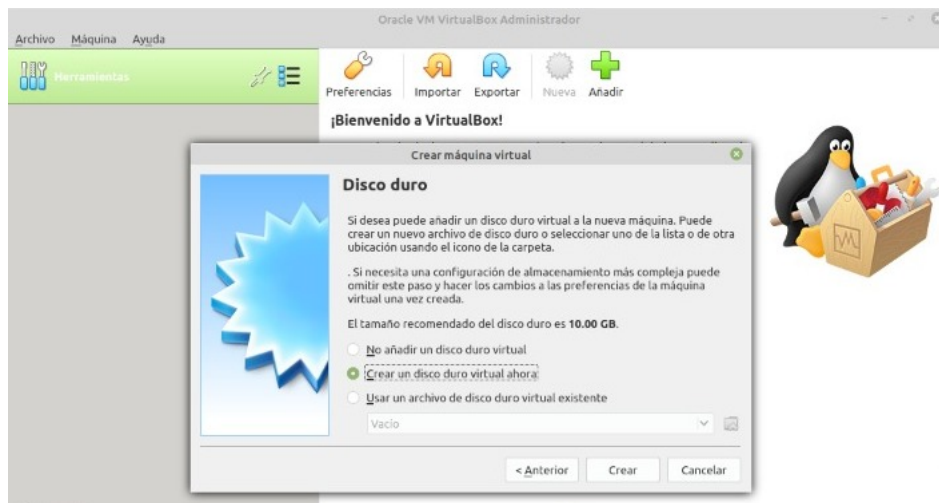 Oracle VM VirtualBox Administrador
Archivo Máquina Ayuda
Herramientas
Preferencias Importar Exportar Nueva Añadir
¡Bienvenido a VirtualBox!
Crear máquina virtual
Disco duro
Si desea puede añadir un disco duro virtual a la nueva máquina. Puede
crear un nuevo archivo de disco duro o seleccionar uno de la lista o de otra
ubicación usando el icono de la carpeta.
. Si necesita una configuración de almacenamiento más compleja puede
omitir este paso y hacer los cambios a las preferencias de la máquina
virtual una vez creada.
El tamaño recomendado del disco duro es 10.00 GB.
No añadir un disco duro virtual
Crear un disco duro virtual ahora
Usar un archivo de disco duro virtual existente
Vacío
< Anterior Crear Cancelar